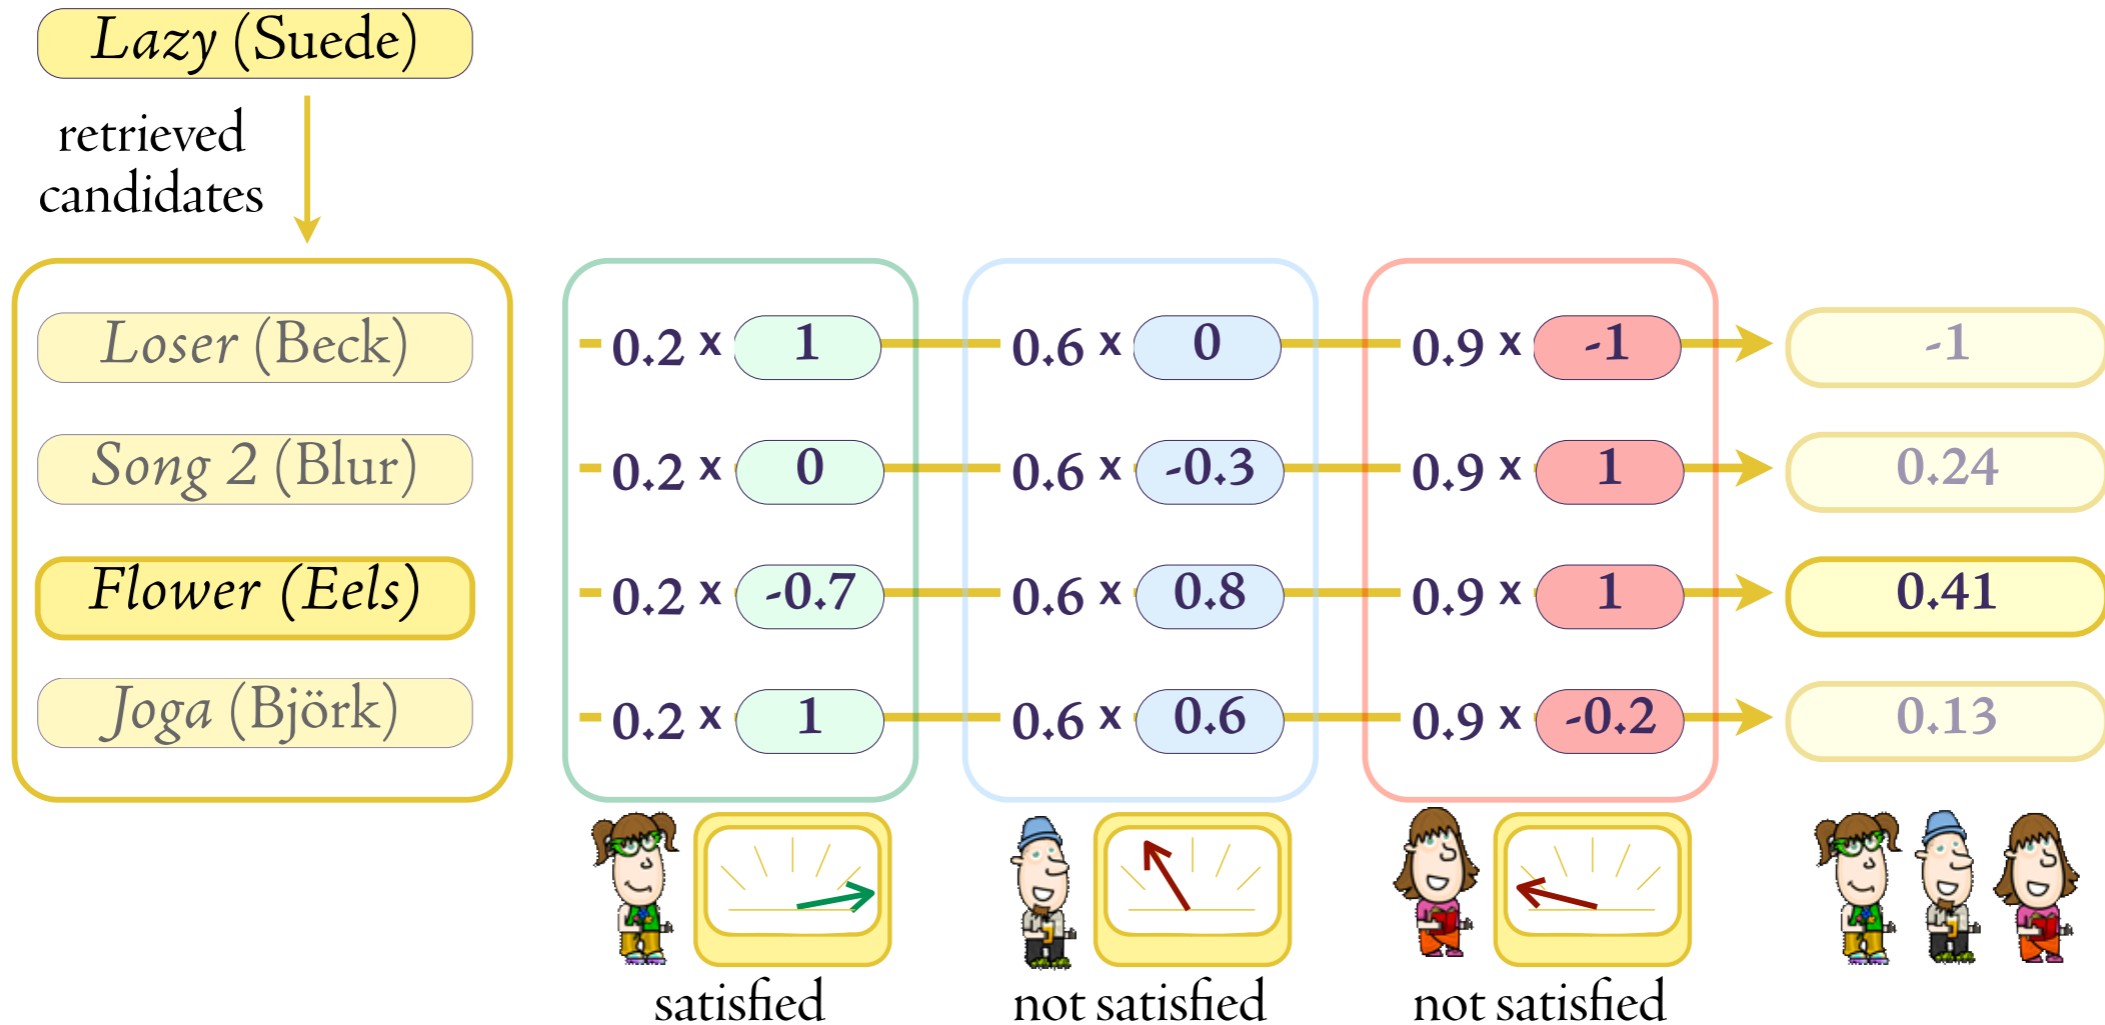 Lazy (Suede)
retrieved
candidates
Loser (Beck) 0.2 x 1 0.6 x 0 0.9 x -1 -1
Song 2 (Blur) 0.2 x 0 0.6 x -0.3 0.9 x 1 0.24
Flower (Eels) 0.2 x -0.7 0.6 x 0.8 0.9 x 1 0.41
Joga (Björk) 0.2 x 1 0.6 x 0.6 0.9 x -0.2 0.13
satisfied not satisfied not satisfied